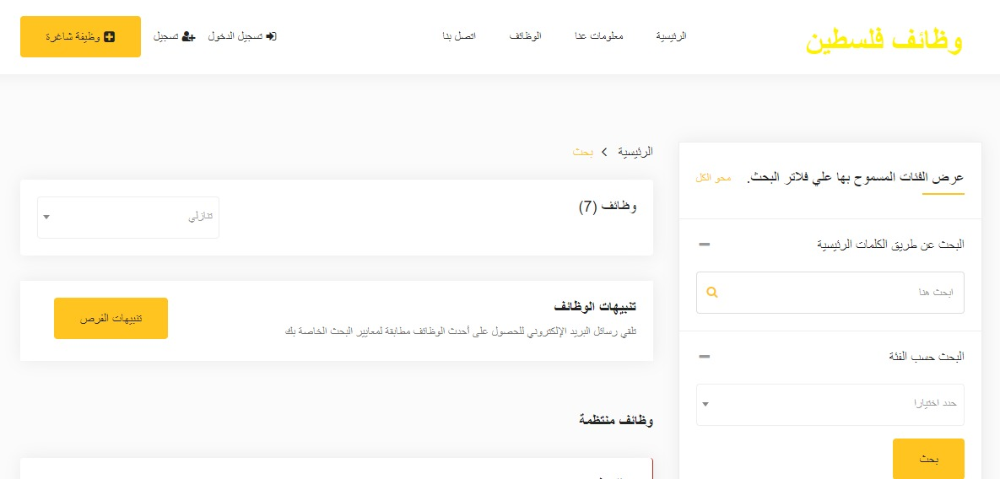 وظائف فلسطين
الرئيسية
معلومات عنا
الوظائف
اتصل بنا
تسجيل الدخول
تسجيل
وظيفة شاغرة
عرض الفئات المسموح بها علي فلاتر البحث.
محو الكل
البحث عن طريق الكلمات الرئيسية
ابحث هنا
البحث حسب الفئة
حدد اختيارا
بحث
الرئيسية
بحث
وظائف (7)
تنازلي
تنبيهات الوظائف
تلقي رسائل البريد الإلكتروني للحصول على أحدث الوظائف مطابقة لمعايير البحث الخاصة بك
تنبيهات الفرص
وظائف منتظمة